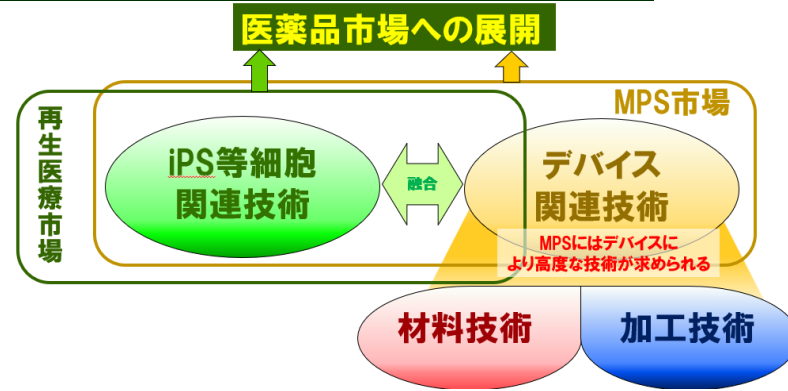 医薬品市場への展開
MPS市場
再生医療市場
iPS等細胞
関連技術
融合
デバイス
関連技術
MPSにはデバイスに
より高度な技術が求められる
材料技術
加工技術